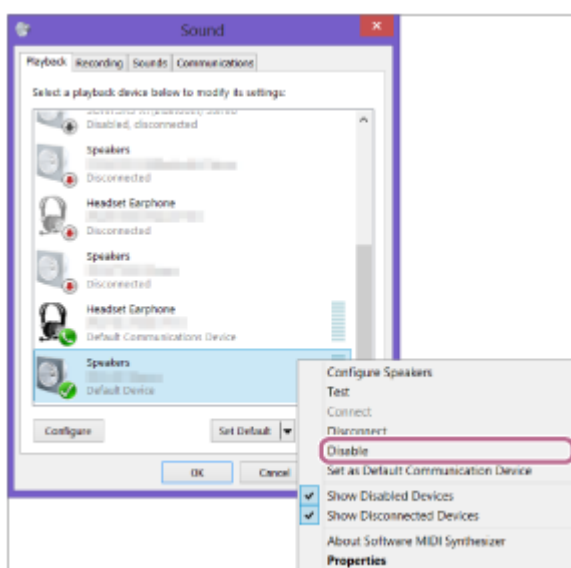 Sound
Playback Recording Sounds Communications
Select a playback device below to modify its settings:
Disabled, disconnected
Speakers
Disconnected
Headset Earphone
Disconnected
Speakers
Disconnected
Headset Earphone
Default Communications Device
Speakers
Default Device
Configure
Set Default
OK
Cancel
Configure Speakers
Test
Connect
Disconnect
Disable
Set as Default Communication Device
Show Disabled Devices
Show Disconnected Devices
About Software MIDI Synthesizer
Properties